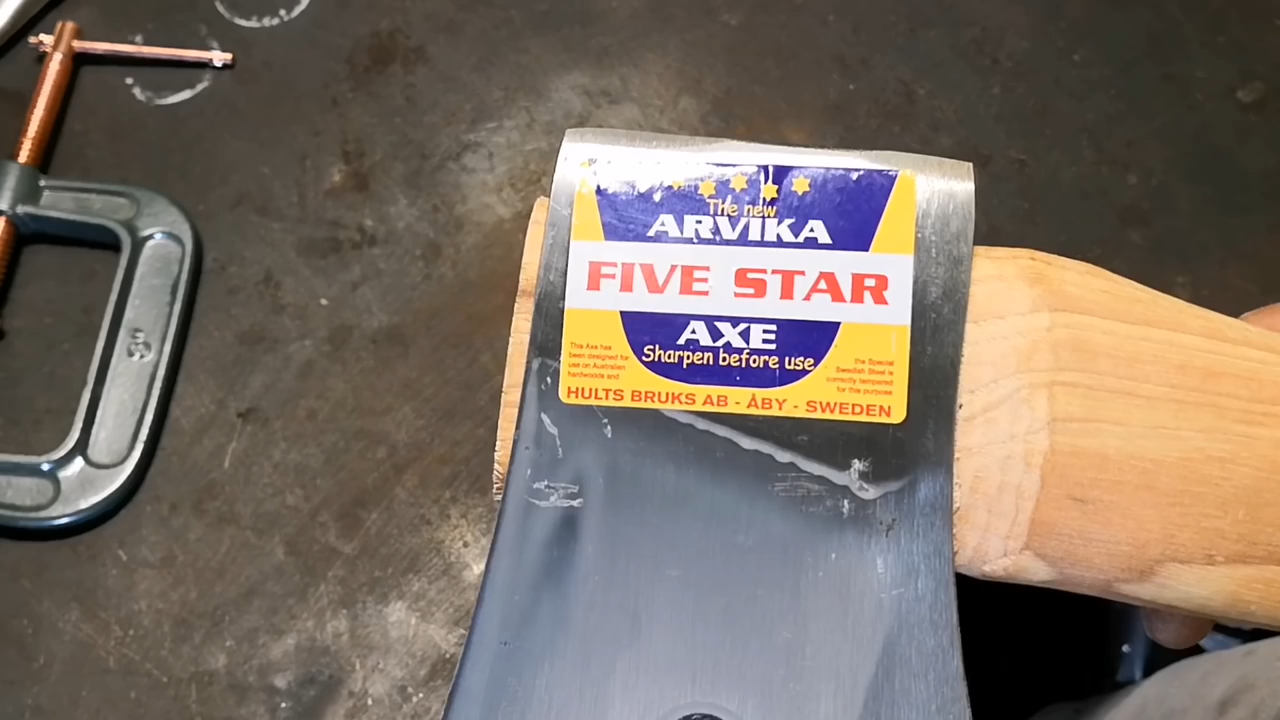 The new
ARVIKA
FIVE STAR
AXE
Sharpen before use
This Axe has
been designed for
use on Australian
hardwoods and
the Special
Swedish Steel is
correctly tempered
for this purpose
HULTS BRUKS AB - ÅBY - SWEDEN